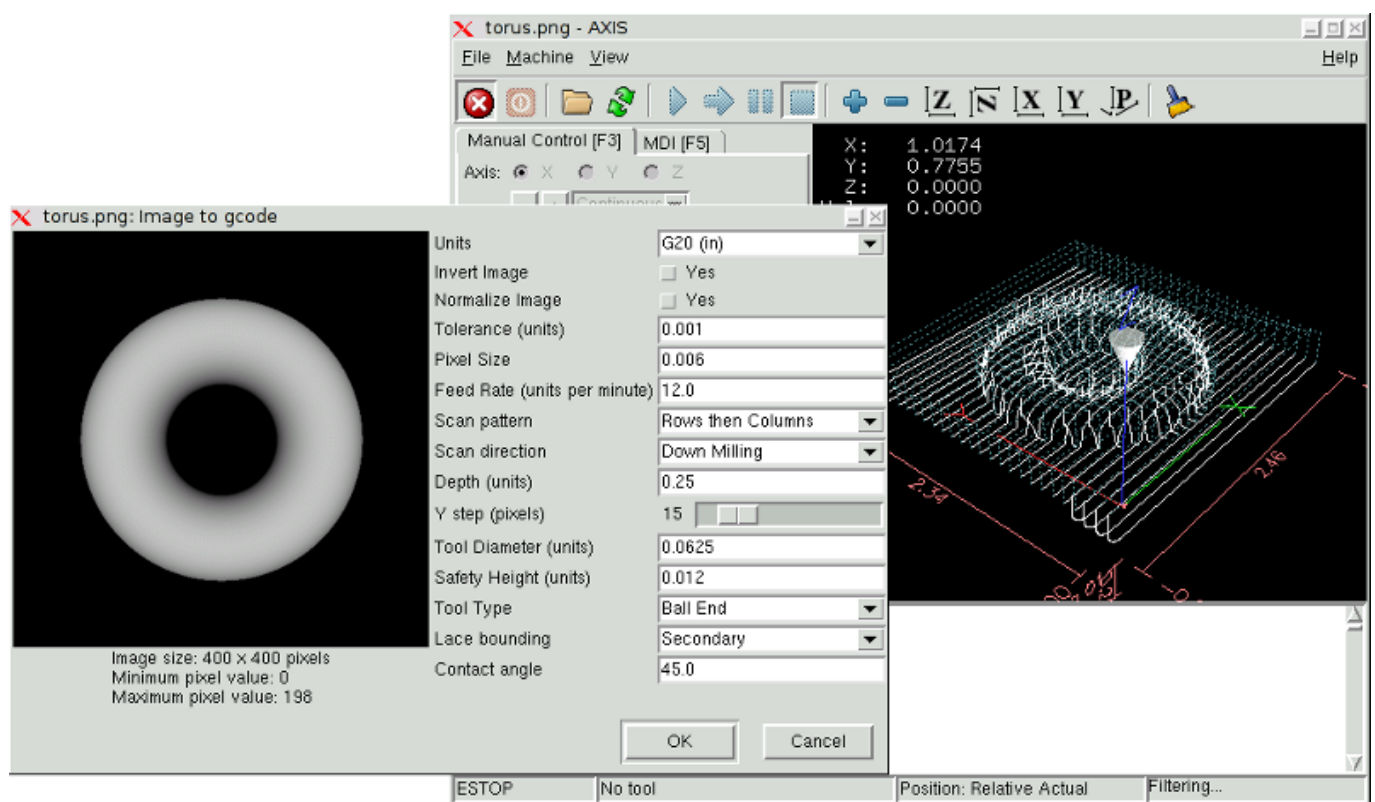 torus.png - AXIS
File Machine View Help
Z N X Y P
Manual Control [F3] MDI [F5]
Axis: X Y Z
Continuous
X: 1.0174
Y: 0.7755
Z: 0.0000
0.0000
2.34
2.46
torus.png: Image to gcode
Units G20 (in)
Invert Image Yes
Normalize Image Yes
Tolerance (units) 0.001
Pixel Size 0.006
Feed Rate (units per minute) 12.0
Scan pattern Rows then Columns
Scan direction Down Milling
Depth (units) 0.25
Y step (pixels) 15
Tool Diameter (units) 0.0625
Safety Height (units) 0.012
Tool Type Ball End
Lace bounding Secondary
Contact angle 45.0
Image size: 400 x 400 pixels
Minimum pixel value: 0
Maximum pixel value: 198
OK Cancel
ESTOP No tool Position: Relative Actual Filtering...